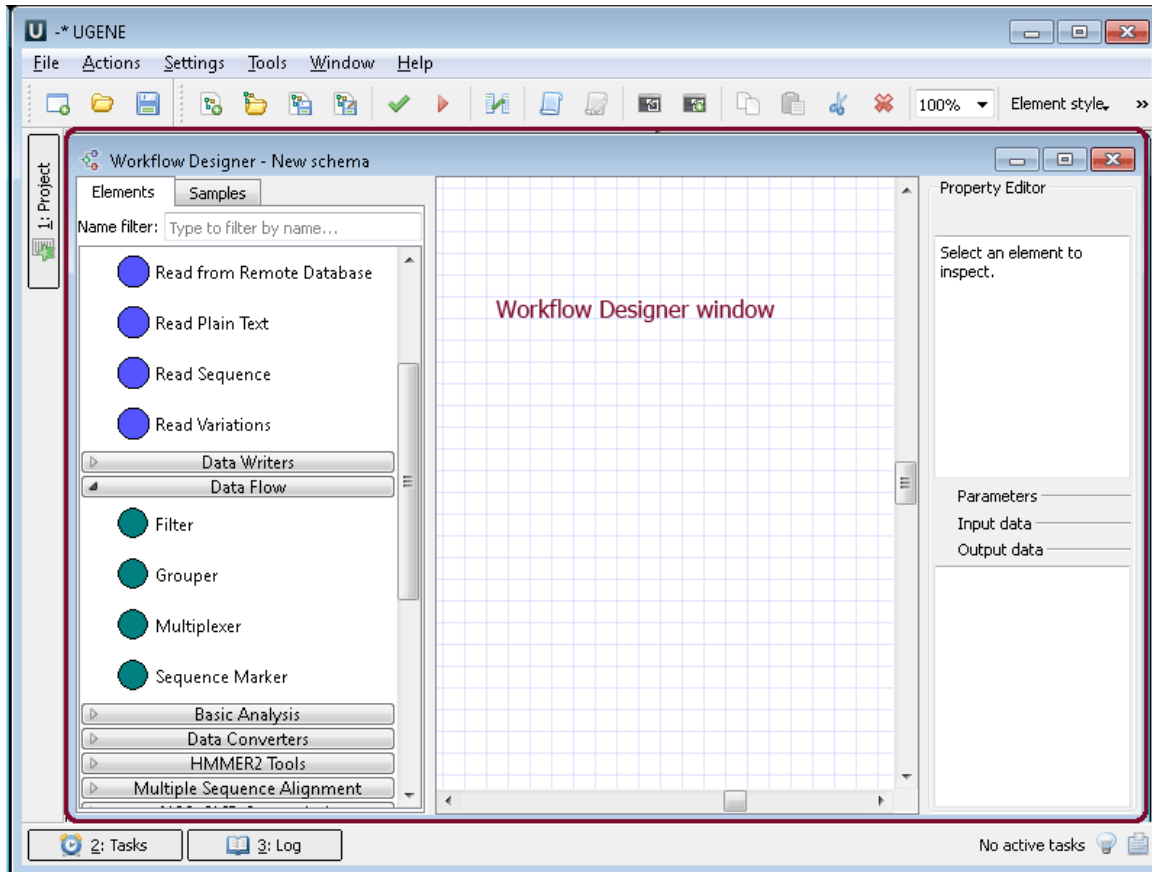 U -* UGENE
File Actions Settings Tools Window Help
100% Element style »
1: Project
Workflow Designer - New schema
Elements Samples
Name filter: Type to filter by name...
Read from Remote Database
Read Plain Text
Read Sequence
Read Variations
Data Writers
Data Flow
Filter
Grouper
Multiplexer
Sequence Marker
Basic Analysis
Data Converters
HMMER2 Tools
Multiple Sequence Alignment
Workflow Designer window
Property Editor
Select an element to
inspect.
Parameters
Input data
Output data
2: Tasks 3: Log No active tasks